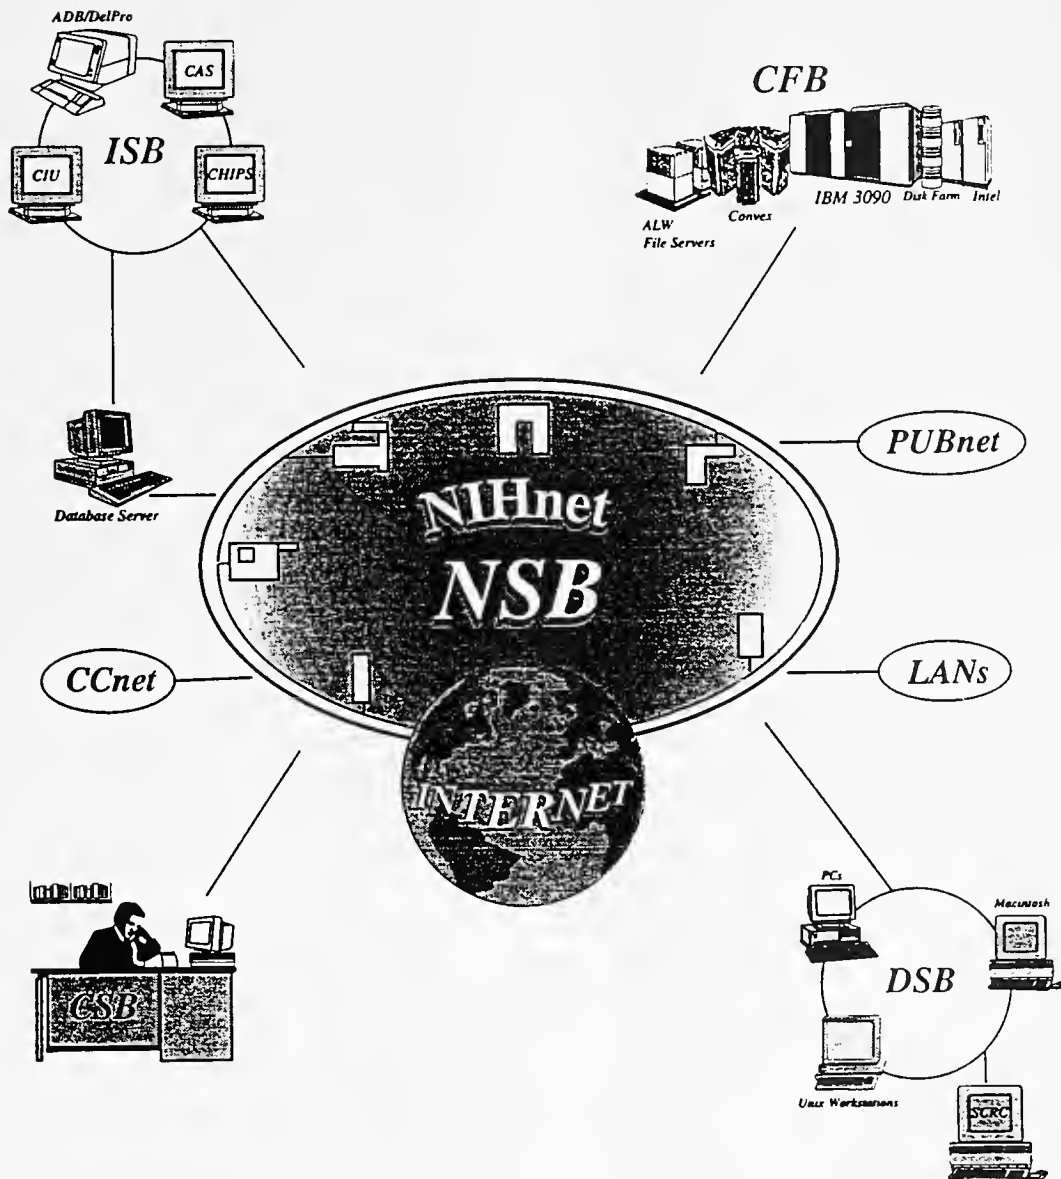 ADB/DelPro
CAS
CFB
ISB
CIU
CHIPS
IBM 3090
Disk Farm
Intel
Convex
ALW
File Servers
PUBnet
NIHnet
Database Server
NSB
CCnet
LANs
INTERNET
PCs
Macintosh
DSB
CSB
Unix Workstations
SCRC